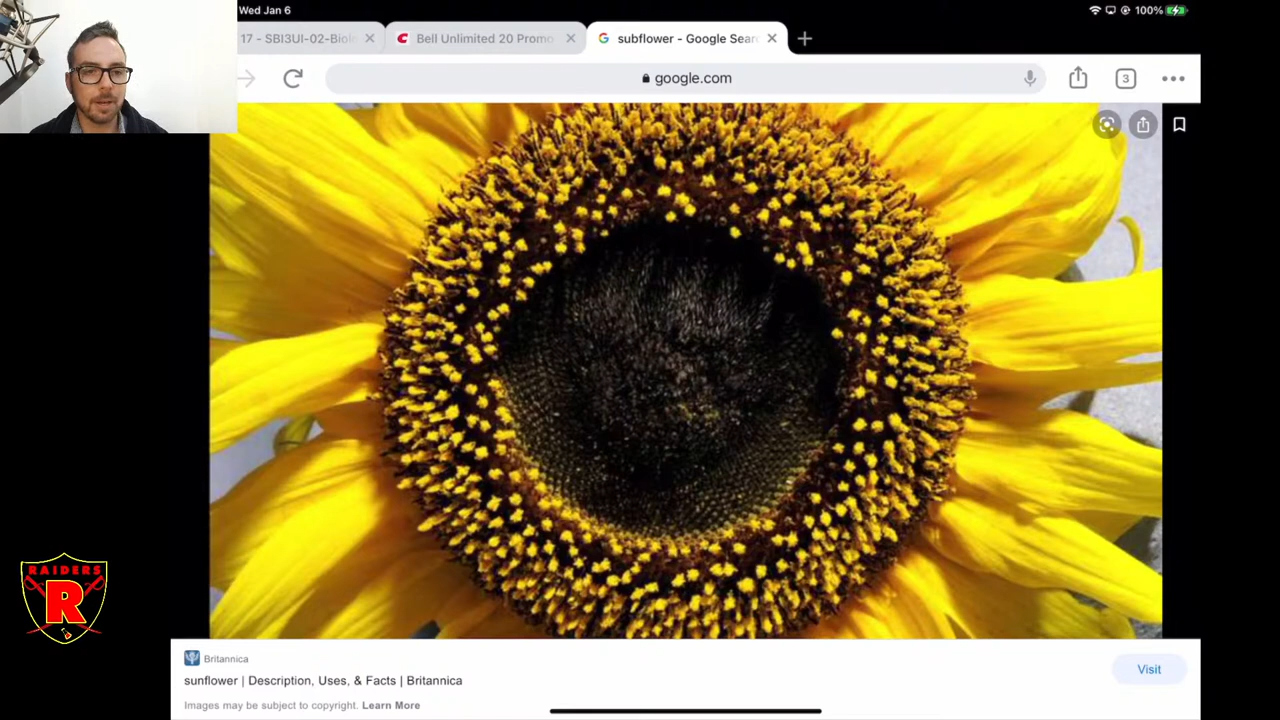 Wed Jan 6
100%
17 - SBI3UI-02-Biol
Bell Unlimited 20 Promo
subflower - Google Sear
google.com
3
RAIDERS
R
Britannica
sunflower | Description, Uses, & Facts | Britannica
Visit
Images may be subject to copyright. Learn More